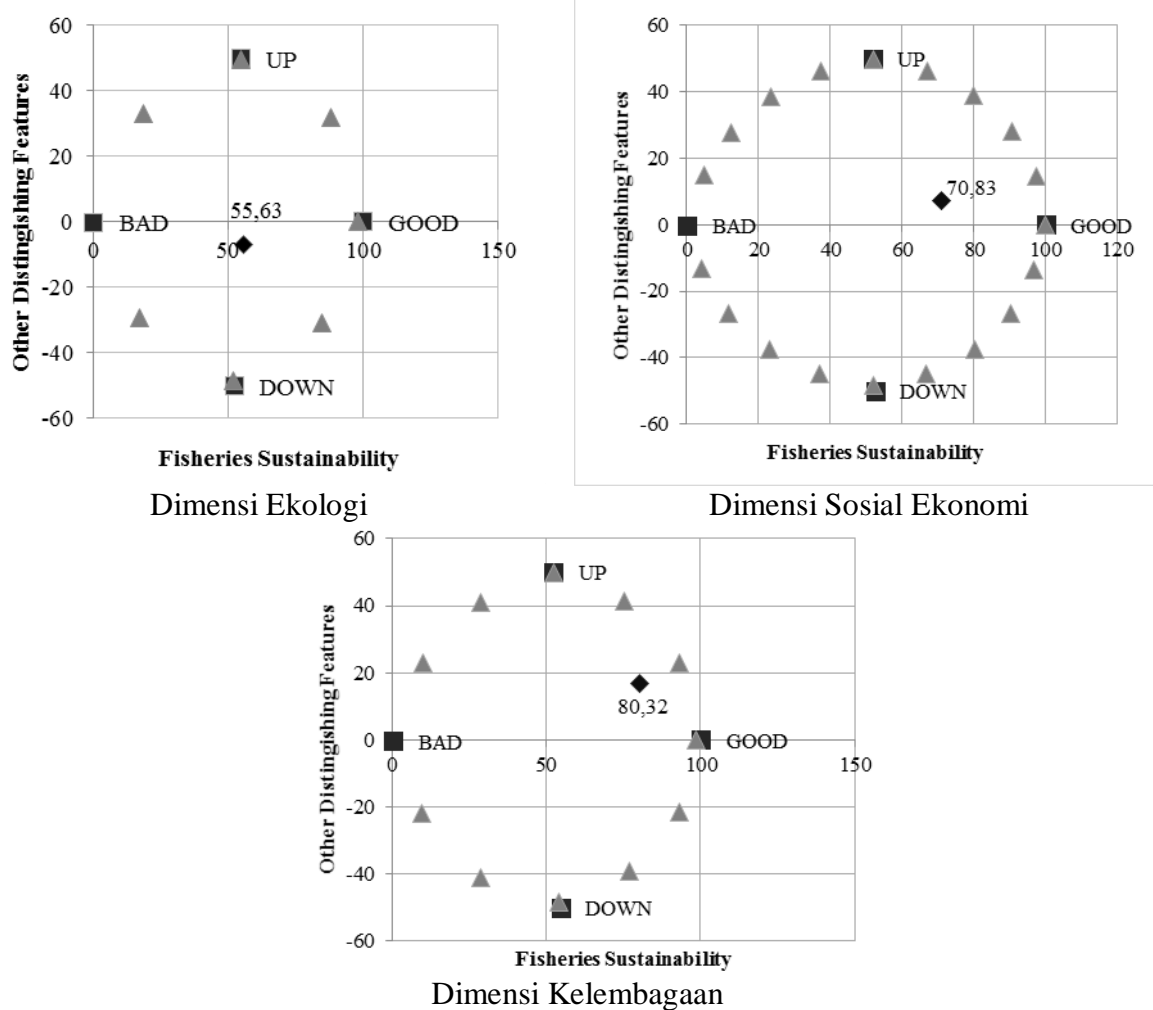 60
UP
40
20
55,63
0
BAD
GOOD
0
50
100
150
-20
-40
DOWN
-60
Other Distingishing Features
Fisheries Sustainability
Dimensi Ekologi
60
UP
40
20
70,83
0
BAD
GOOD
0
20
40
60
80
100
120
-20
-40
DOWN
-60
Other Distingishing Features
Fisheries Sustainability
Dimensi Sosial Ekonomi
60
UP
40
20
80,32
0
BAD
GOOD
0
50
100
150
-20
-40
DOWN
-60
Other Distingishing Features
Fisheries Sustainability
Dimensi Kelembagaan